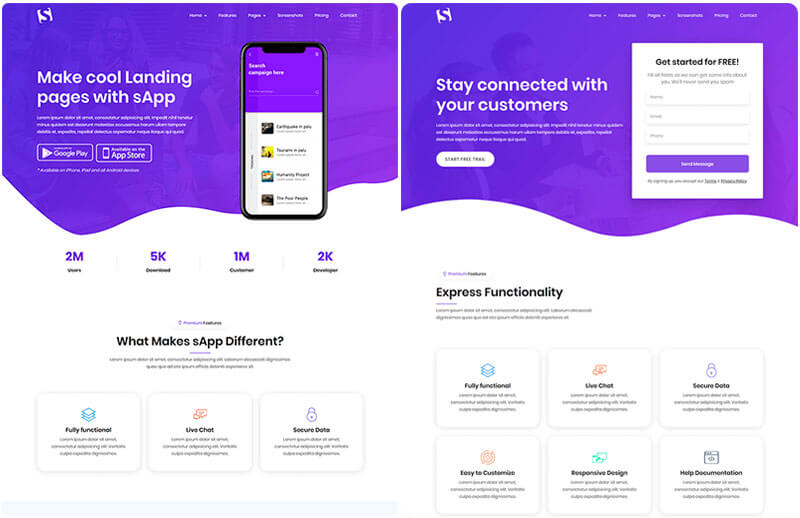 S
Home
Features
Pages
Screenshots
Pricing
Contact
Make cool Landing
pages with sApp
Lorem ipsum dolor sit amet, consectetur adipisicing elit. Impedit nihil tenetur
minus quidem est deserunt molestias accusamus harum ullam tempore
debitis et, expedita, repellat delectus aspernatur neque itaque qui quod.
Google Play
Available on the
App Store
* Available on iPhone, iPad and all Android devices
Search
campaign here
Earthquake in palu
Tsunami in palu
Humanity Project
The Poor People
2M
Users
5K
Download
1M
Customer
2K
Developer
Premium Features
What Makes sApp Different?
Lorem ipsum dolor sit amet, consectetur adipisicing elit. Laborum obcaecati dignissimos
quae quo ad iste ipsum officiis deleniti asperiores sit.
Fully functional
Lorem ipsum dolor sit amet,
consectetur adipisicing elit. Veritatis
culpa expedita dignissimos.
Live Chat
Lorem ipsum dolor sit amet,
consectetur adipisicing elit. Veritatis
culpa expedita dignissimos.
Secure Data
Lorem ipsum dolor sit amet,
consectetur adipisicing elit. Veritatis
culpa expedita dignissimos.
S
Home
Features
Pages
Screenshots
Pricing
Contact
Stay connected with
your customers
Lorem ipsum dolor sit amet, consectetur adipisicing elit. Impedit nihil tenetur minus
quidem est deserunt molestias accusamus harum ullam tempore debitis et, expedita, repellat
delectus aspernatur neque itaque qui quod.
START FREE TRAIL
Get started for FREE!
Fill all fields so we can get some info about
you. We'll never send you spam
Name
Email
Phone
Send Message
By signing up, you accept our Terms & Privacy Policy
Premium Features
Express Functionality
Lorem ipsum dolor sit amet, consectetur adipisicing elit. Laborum obcaecati
dignissimos quae quo ad iste ipsum officiis deleniti asperiores sit.
Fully functional
Lorem ipsum dolor sit amet,
consectetur adipisicing elit. Veritatis
culpa expedita dignissimos.
Live Chat
Lorem ipsum dolor sit amet,
consectetur adipisicing elit. Veritatis
culpa expedita dignissimos.
Secure Data
Lorem ipsum dolor sit amet,
consectetur adipisicing elit. Veritatis
culpa expedita dignissimos.
Easy to Customize
Lorem ipsum dolor sit amet,
consectetur adipisicing elit. Veritatis
culpa expedita dignissimos.
Responsive Design
Lorem ipsum dolor sit amet,
consectetur adipisicing elit. Veritatis
culpa expedita dignissimos.
Help Documentation
Lorem ipsum dolor sit amet,
consectetur adipisicing elit. Veritatis
culpa expedita dignissimos.